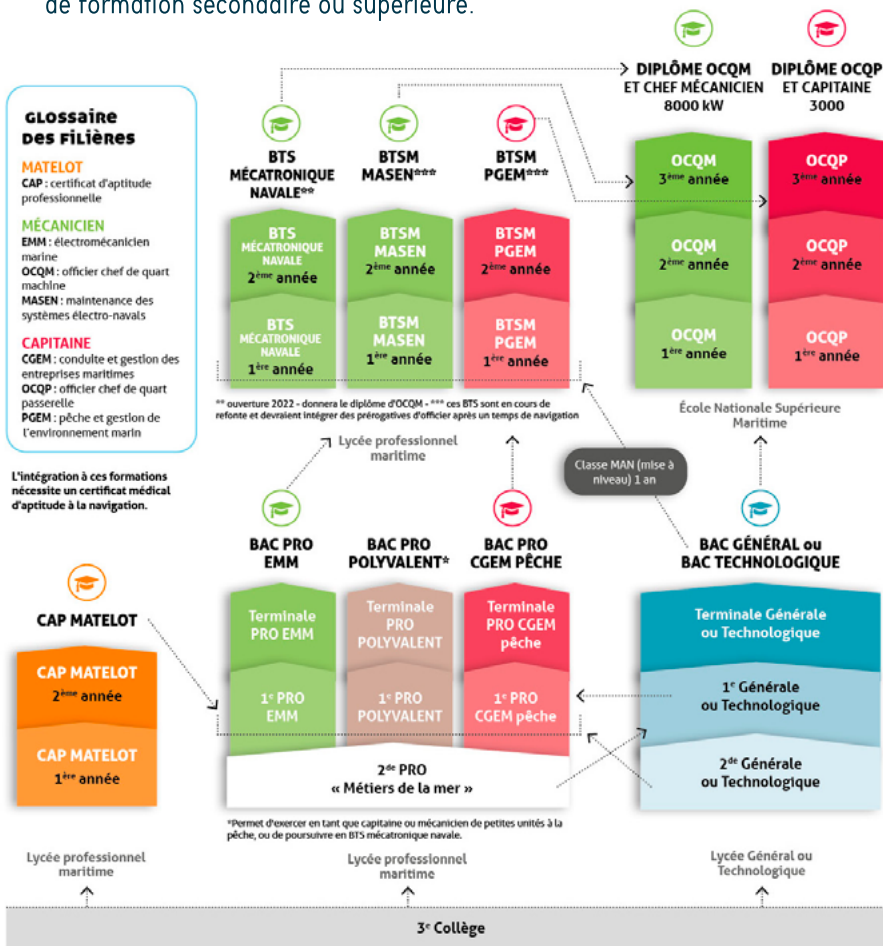 de formation secondaire ou supérieure.
GLOSSAIRE
DES FILIÈRES
MATELOT
CAP : certificat d'aptitude
professionnelle
MÉCANICIEN
EMM : électromécanicien
marine
OCQM : officier chef de quart
machine
MASEN : maintenance des
systèmes électro-navals
CAPITAINE
CGEM : conduite et gestion des
entreprises maritimes
OCQP : officier chef de quart
passerelle
PGEM : pêche et gestion de
l'environnement marin
L'intégration à ces formations
nécessite un certificat médical
d'aptitude à la navigation.
DIPLÔME OCQM
ET CHEF MÉCANICIEN
8000 kW
DIPLÔME OCQP
ET CAPITAINE
3000
BTS
MÉCATRONIQUE
NAVALE**
BTSM
MASEN***
BTSM
PGEM***
OCQM
3ème année
OCQP
3ème année
BTS
MÉCATRONIQUE
NAVALE
2ème année
BTSM
MASEN
2ème année
BTSM
PGEM
2ème année
OCQM
2ème année
OCQP
2ème année
BTS
MÉCATRONIQUE
NAVALE
1ère année
BTSM
MASEN
1ère année
BTSM
PGEM
1ère année
OCQM
1ère année
OCQP
1ère année
** ouverture 2022 - donnera le diplôme d'OCQM - *** ces BTS sont en cours de
refonte et devraient intégrer des prérogatives d'officier après un temps de navigation
Lycée professionnel
maritime
École Nationale Supérieure
Maritime
Classe MAN (mise à
niveau) 1 an
BAC PRO
EMM
BAC PRO
POLYVALENT*
BAC PRO
CGEM PÊCHE
BAC GÉNÉRAL ou
BAC TECHNOLOGIQUE
CAP MATELOT
Terminale
PRO EMM
Terminale
PRO
POLYVALENT
Terminale
PRO CGEM
pêche
Terminale Générale
ou Technologique
CAP MATELOT
2ème année
1e PRO
EMM
1e PRO
POLYVALENT
1e PRO
CGEM pêche
1e Générale
ou Technologique
CAP MATELOT
1ère année
2de PRO
« Métiers de la mer »
2de Générale
ou Technologique
*Permet d'exercer en tant que capitaine ou mécanicien de petites unités à la
pêche, ou de poursuivre en BTS mécatronique navale.
Lycée professionnel
maritime
Lycée professionnel
maritime
Lycée Général ou
Technologique
3e Collège